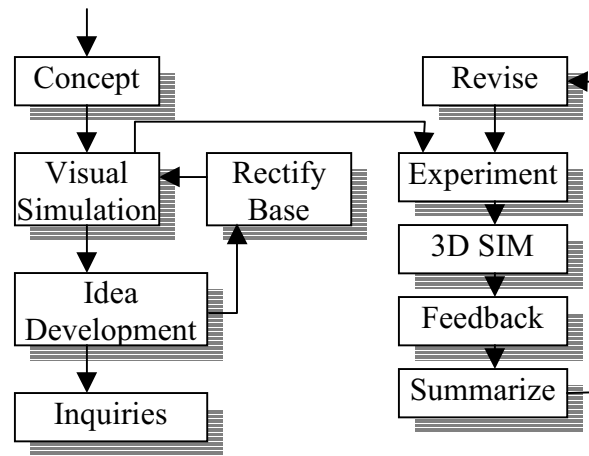 Concept
Visual
Simulation
Rectify
Base
Idea
Development
Inquiries
Revise
Experiment
3D SIM
Feedback
Summarize